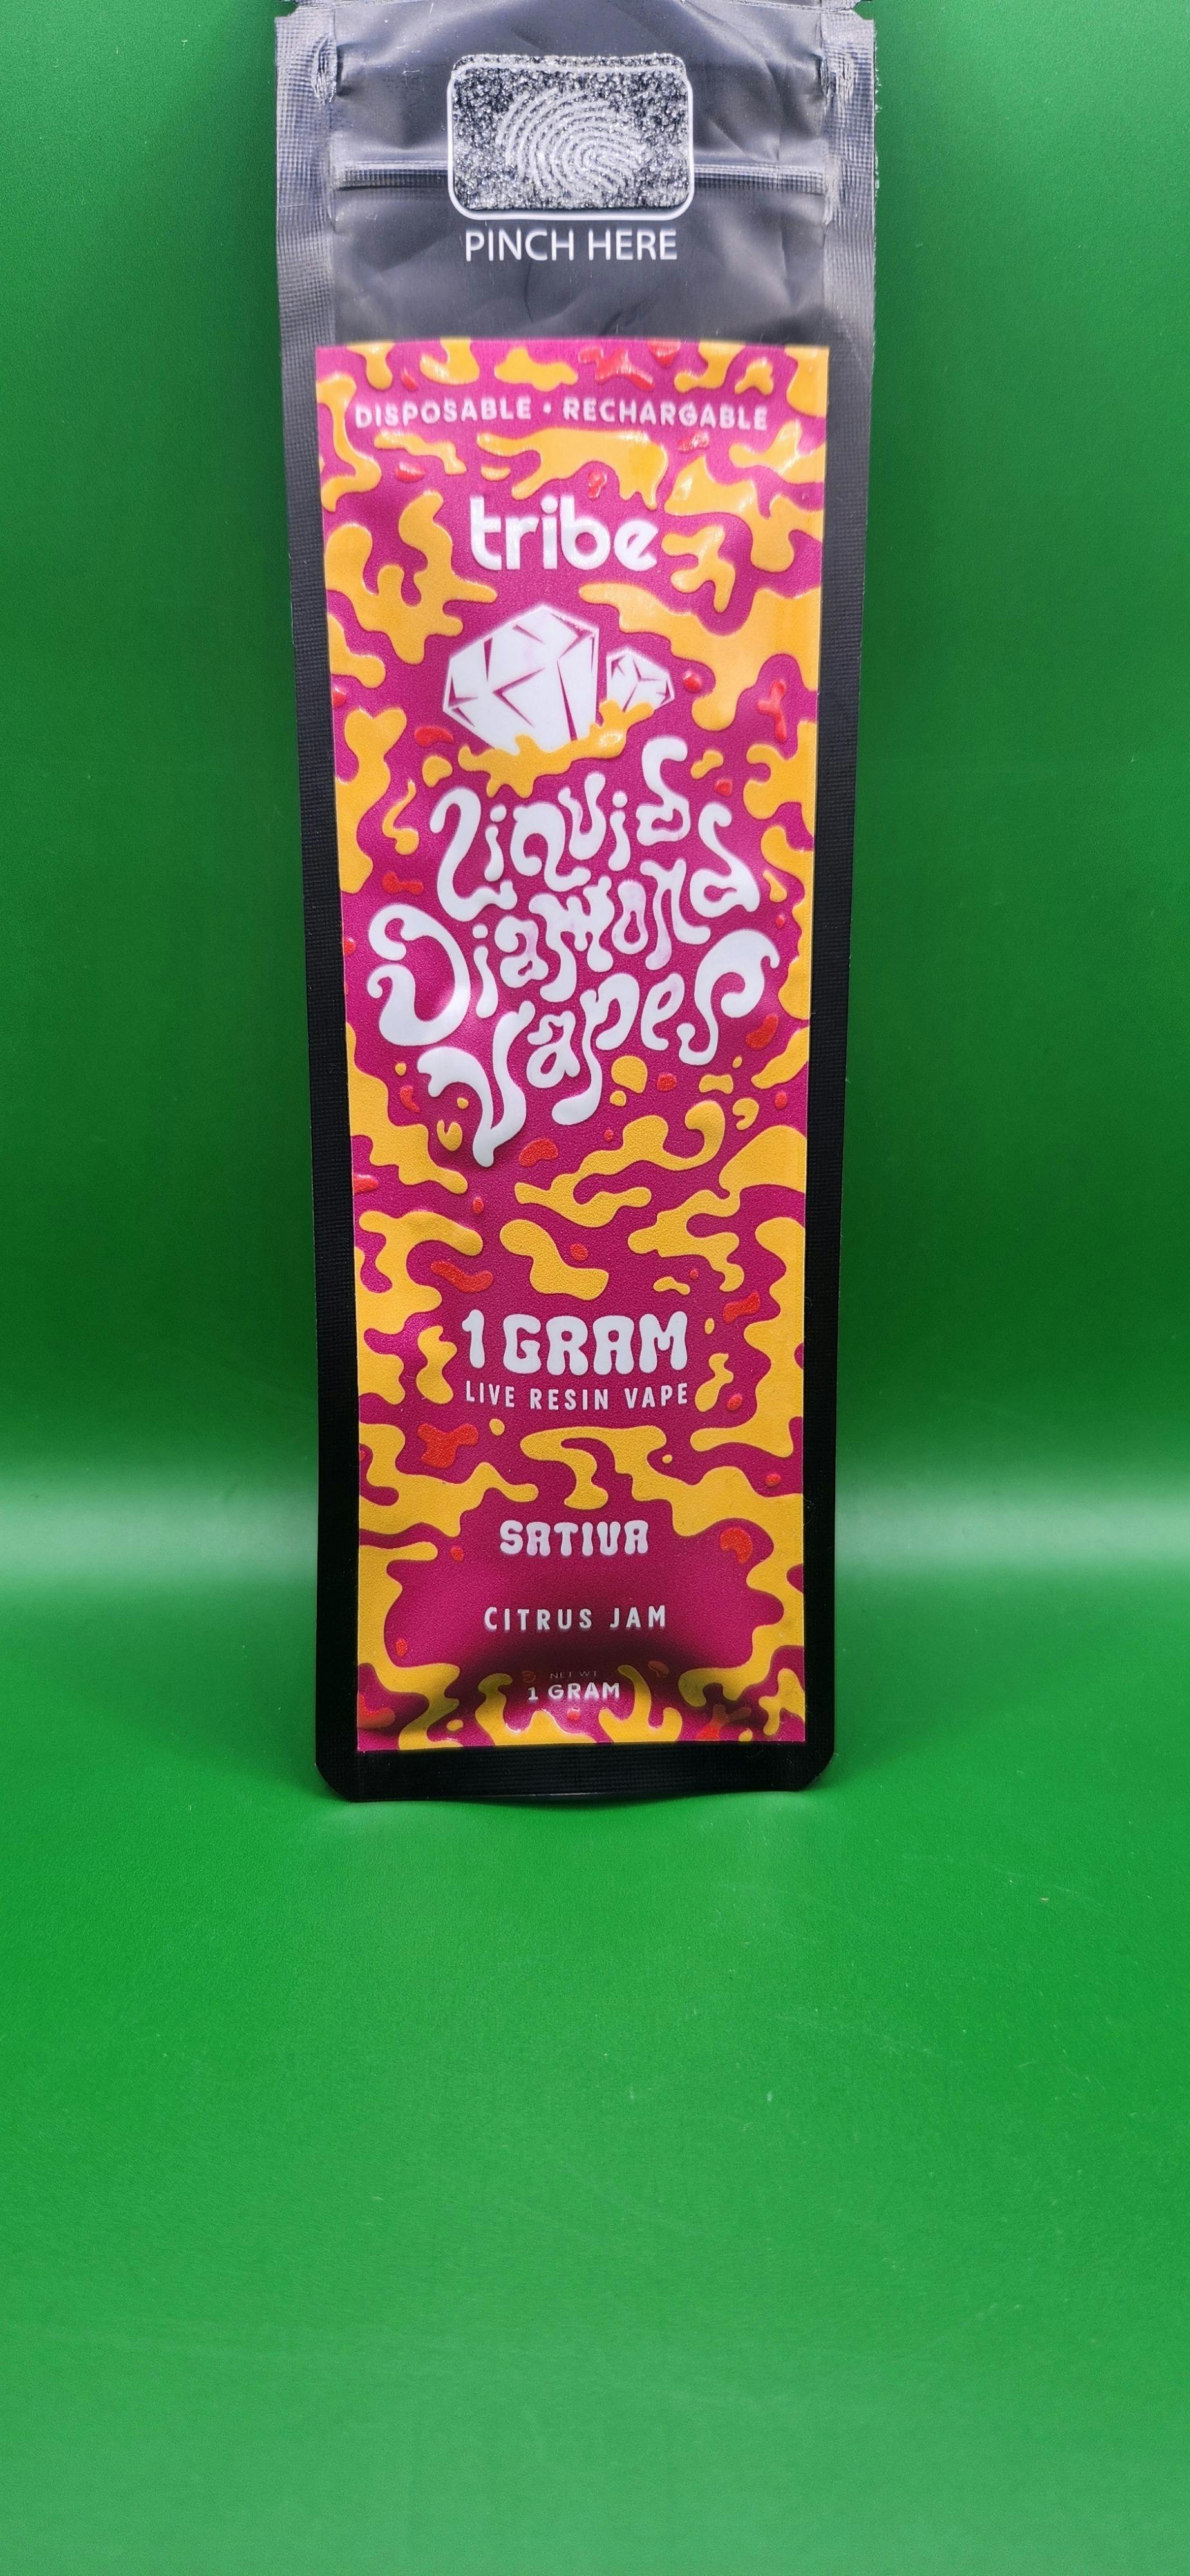 PINCH HERE
DISPOSABLE • RECHARGABLE
tribe
Liquid
Diamond
Vapes
1 GRAM
LIVE RESIN VAPE
SATIVA
CITRUS JAM
NET WT.
1 GRAM